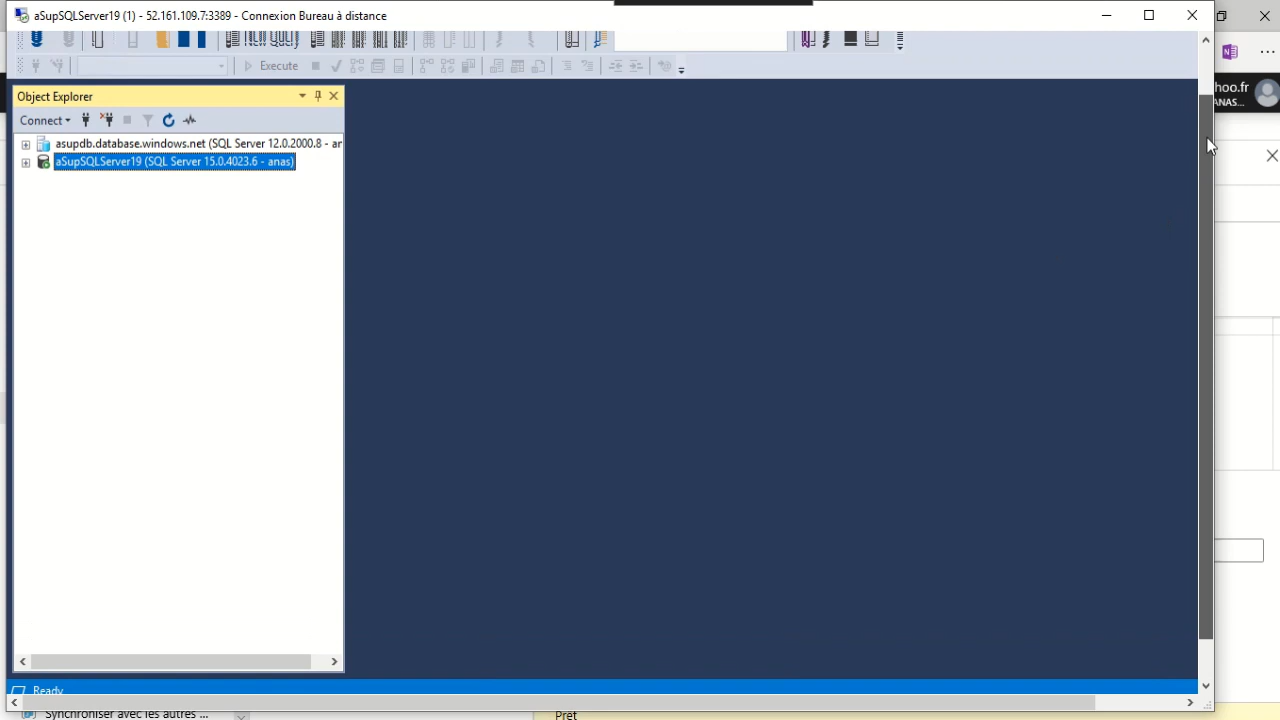 aSupSQLServer19 (1) - 52.161.109.7:3389 - Connexion Bureau à distance
NEW QUERY
Execute
hoo.fr
ANAS...
Object Explorer
Connect
asupdb.database.windows.net (SQL Server 12.0.2000.8 - ar
aSupSQLServer19 (SQL Server 15.0.4023.6 - anas)
Ready
Synchroniser avec les autres ...
Prêt